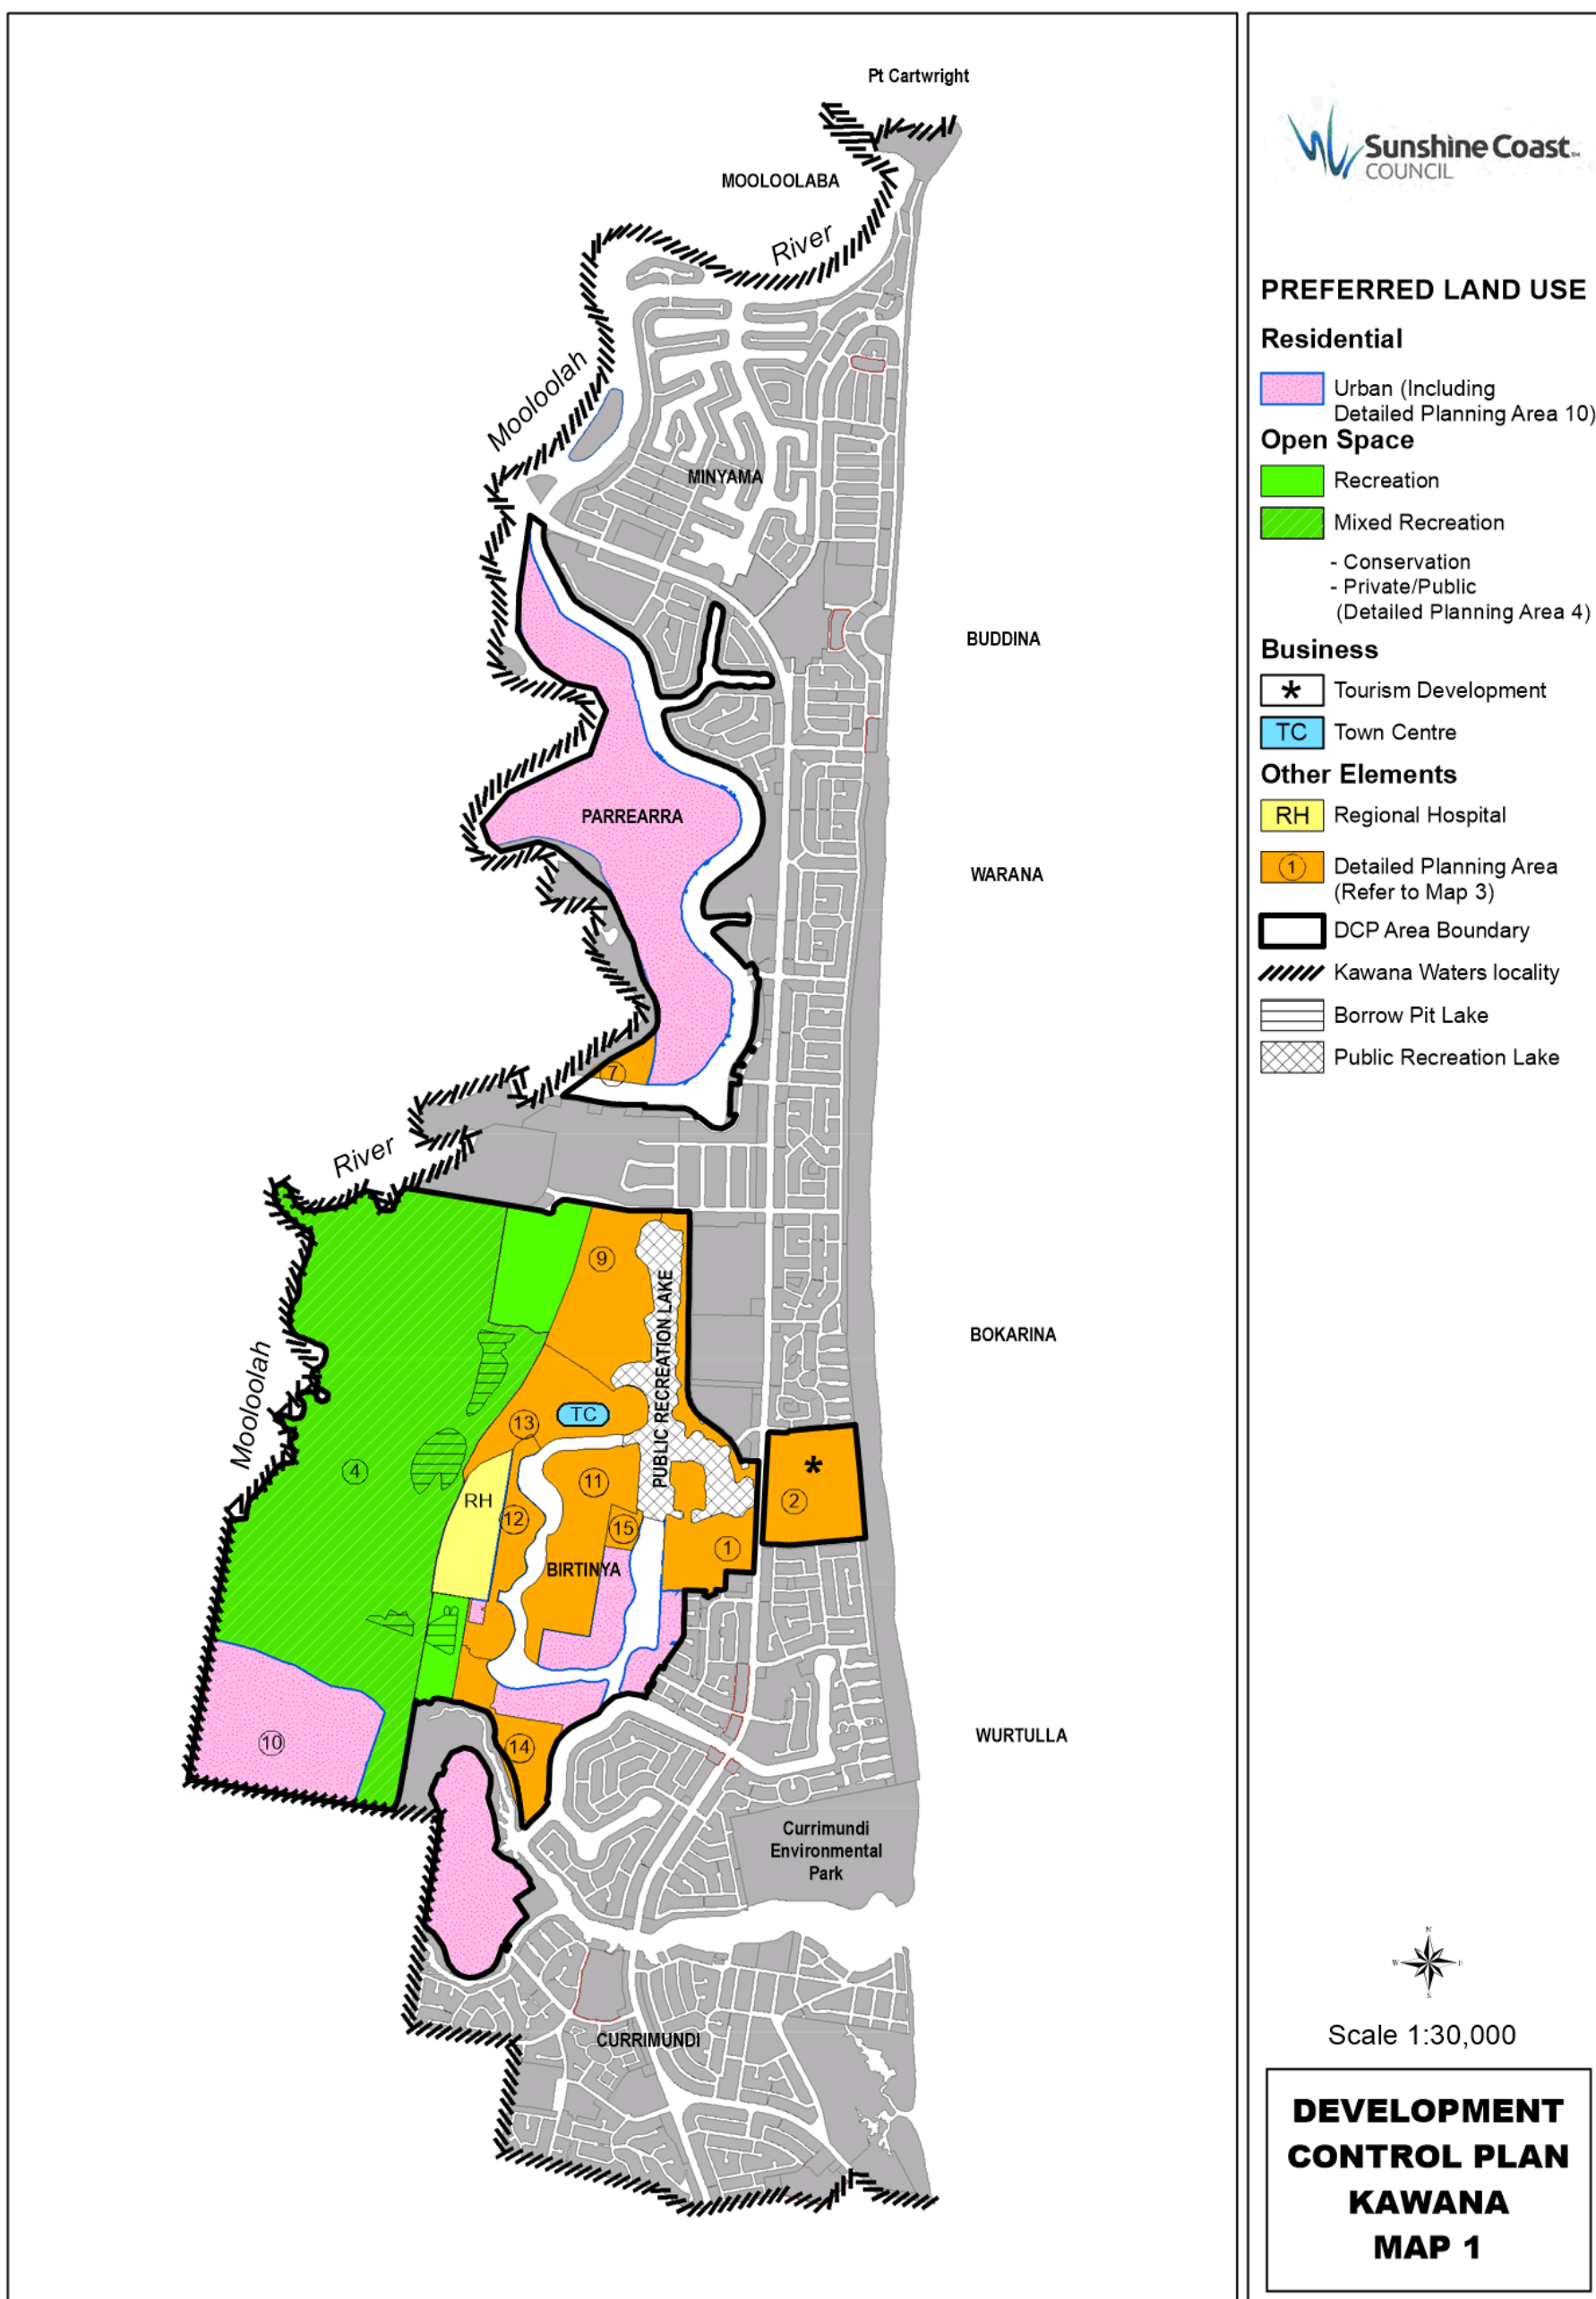 Pt Cartwright
MOOLOOLABA
River
Mooloolah
MINYAMA
BUDDINA
PARREARRA
WARANA
7
River
9
PUBLIC RECREATION LAKE
BOKARINA
Mooloolah
TC
13
4
11
*
RH
2
12
15
1
BIRTINYA
10
14
WURTULLA
Currimundi
Environmental
Park
CURRIMUNDI
Sunshine Coast™
COUNCIL
PREFERRED LAND USE
Residential
Urban (Including
Detailed Planning Area 10)
Open Space
Recreation
Mixed Recreation
- Conservation
- Private/Public
(Detailed Planning Area 4)
Business
* Tourism Development
TC Town Centre
Other Elements
RH Regional Hospital
1 Detailed Planning Area
(Refer to Map 3)
DCP Area Boundary
Kawana Waters locality
Borrow Pit Lake
Public Recreation Lake
N
W E
S
Scale 1:30,000
DEVELOPMENT
CONTROL PLAN
KAWANA
MAP 1